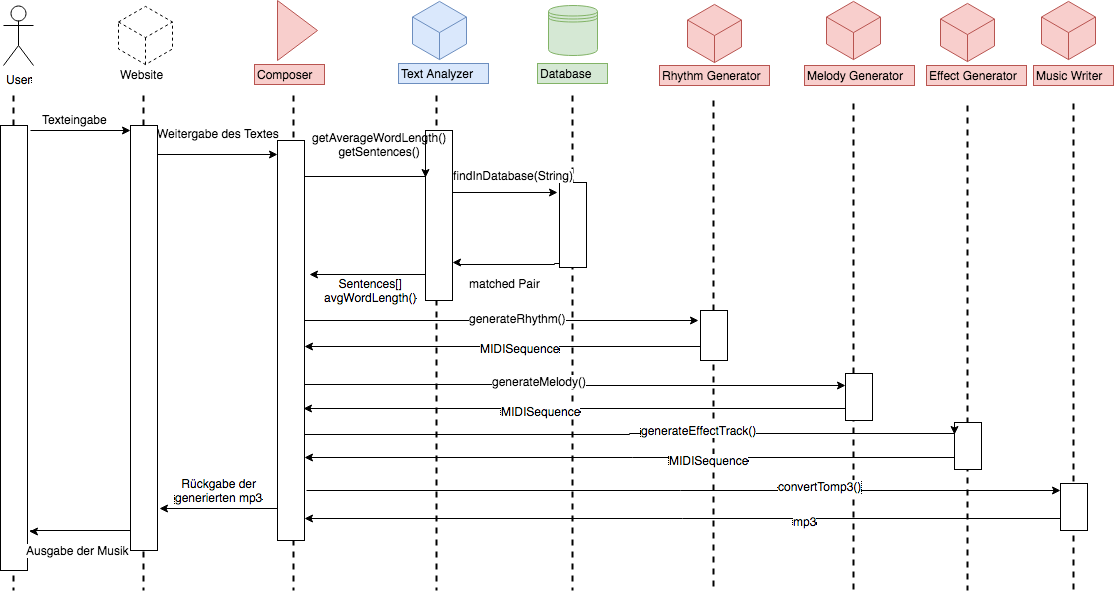 User
Website
Composer
Text Analyzer
Database
Rhythm Generator
Melody Generator
Effect Generator
Music Writer
Texteingabe
Weitergabe des Textes
getAverageWordLength()
getSentences()
findInDatabase(String)
matched Pair
Sentences[]
avgWordLength()
generateRhythm()
MIDISequence
generateMelody()
MIDISequence
generateEffectTrack()
MIDISequence
convertTomp3()
mp3
Rückgabe der
generierten mp3
Ausgabe der Musik